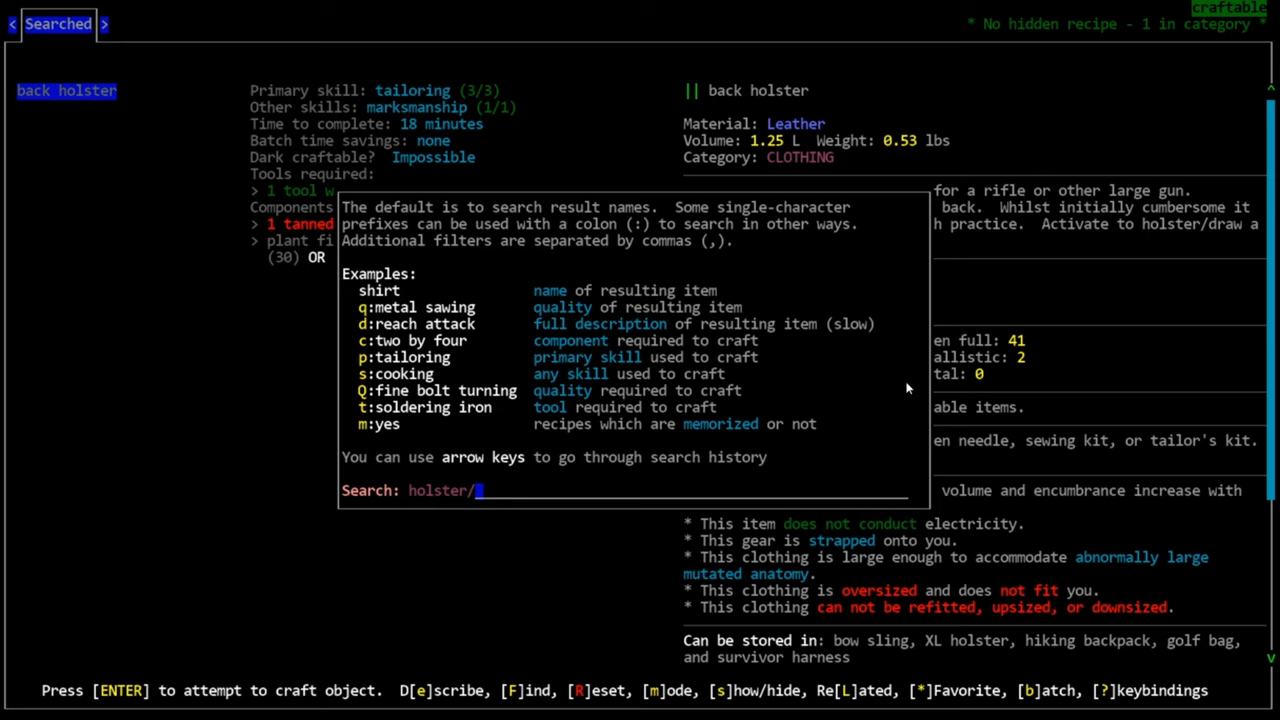 craftable
< Searched >
* No hidden recipe - 1 in category *
back holster
Primary skill: tailoring (3/3)
Other skills: marksmanship (1/1)
Time to complete: 18 minutes
Batch time savings: none
Dark craftable? Impossible
Tools required:
> 1 tool w
Components
> 1 tanned
> plant fi
(30) OR
|| back holster
Material: Leather
Volume: 1.25 L Weight: 0.53 lbs
Category: CLOTHING
for a rifle or other large gun.
back. Whilst initially cumbersome it
h practice. Activate to holster/draw a
The default is to search result names. Some single-character
prefixes can be used with a colon (:) to search in other ways.
Additional filters are separated by commas (,).
Examples:
shirt name of resulting item
q:metal sawing quality of resulting item
d:reach attack full description of resulting item (slow)
c:two by four component required to craft
p:tailoring primary skill used to craft
s:cooking any skill used to craft
Q:fine bolt turning quality required to craft
t:soldering iron tool required to craft
m:yes recipes which are memorized or not
You can use arrow keys to go through search history
Search: holster/
en full: 41
allistic: 2
tal: 0
able items.
en needle, sewing kit, or tailor's kit.
volume and encumbrance increase with
* This item does not conduct electricity.
* This gear is strapped onto you.
* This clothing is large enough to accommodate abnormally large
mutated anatomy.
* This clothing is oversized and does not fit you.
* This clothing can not be refitted, upsized, or downsized.
Can be stored in: bow sling, XL holster, hiking backpack, golf bag,
and survivor harness
Press [ENTER] to attempt to craft object. D[e]scribe, [F]ind, [R]eset, [m]ode, [s]how/hide, Re[L]ated, [*]Favorite, [b]atch, [?]keybindings